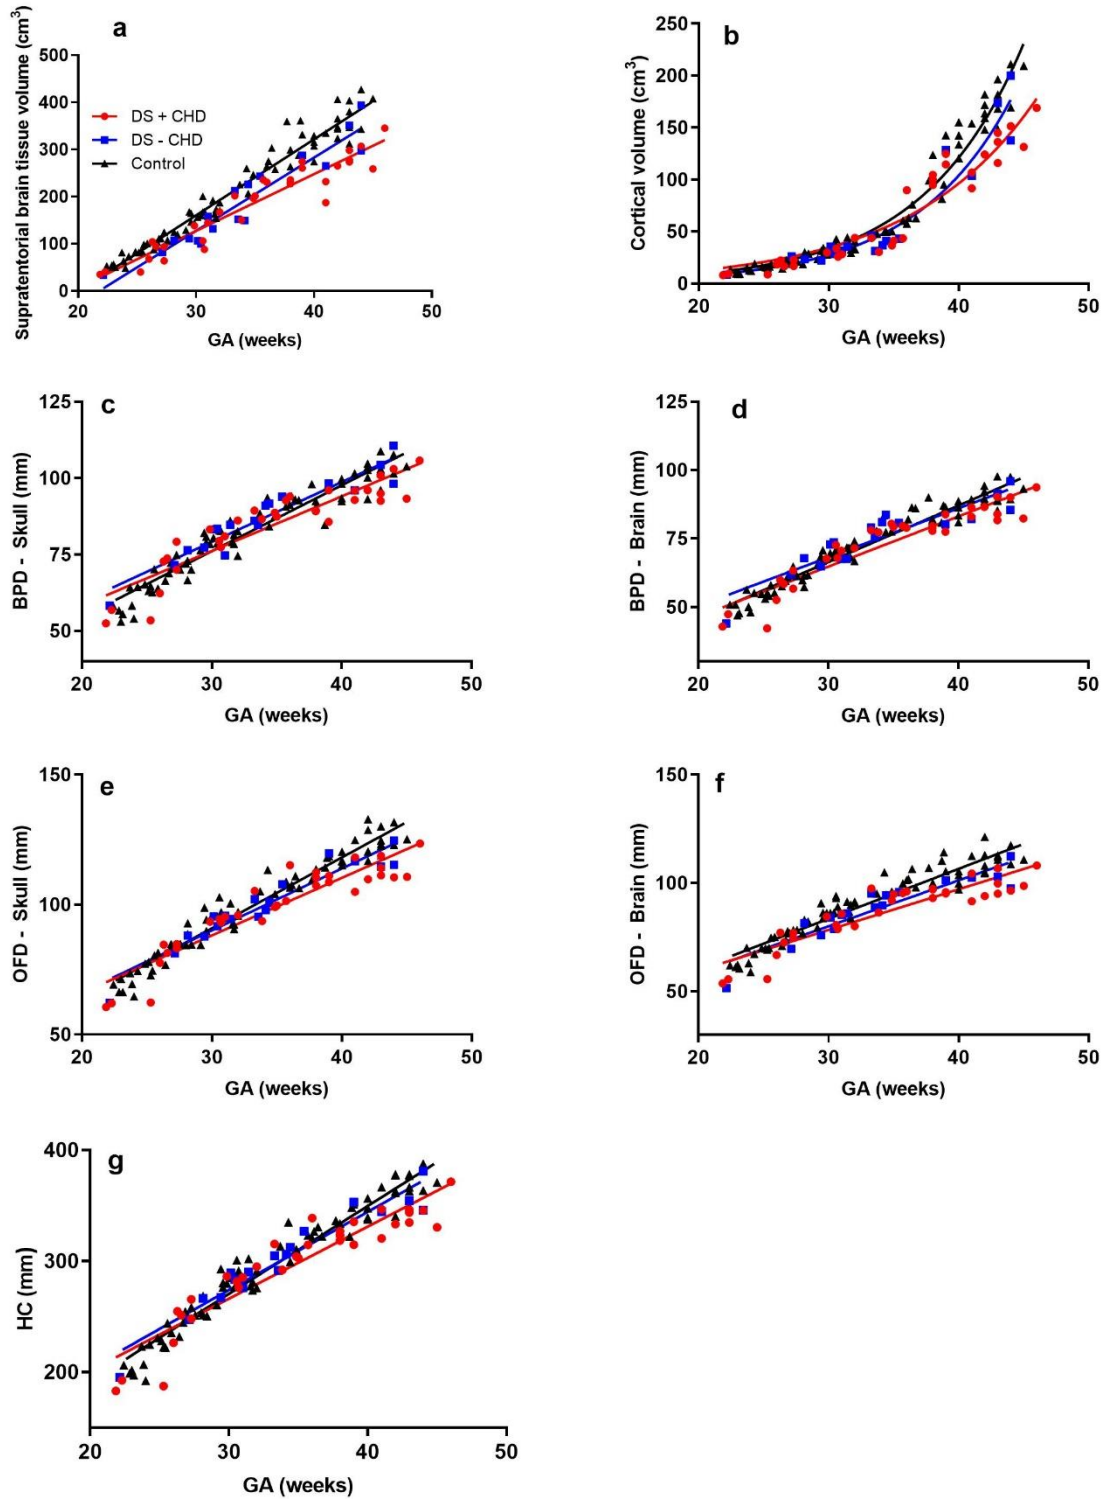 a
Supratentorial brain tissue volume (cm³)
500
400
300
200
100
0
20 30 40 50
GA (weeks)
DS + CHD
DS - CHD
Control
b
Cortical volume (cm³)
250
200
150
100
50
0
20 30 40 50
GA (weeks)
c
BPD - Skull (mm)
125
100
75
50
20 30 40 50
GA (weeks)
d
BPD - Brain (mm)
125
100
75
50
20 30 40 50
GA (weeks)
e
OFD - Skull (mm)
150
100
50
20 30 40 50
GA (weeks)
f
OFD - Brain (mm)
150
100
50
20 30 40 50
GA (weeks)
g
HC (mm)
400
300
200
20 30 40 50
GA (weeks)